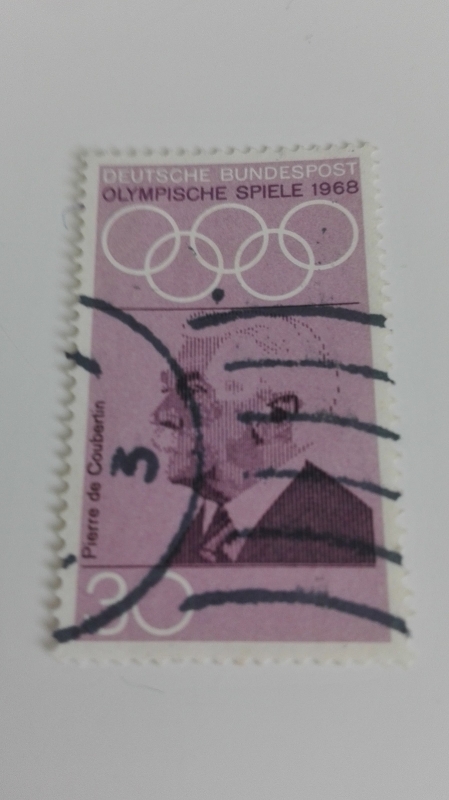 DEUTSCHE BUNDESPOST
OLYMPISCHE SPIELE 1968
Pierre de Coubertin
3
30